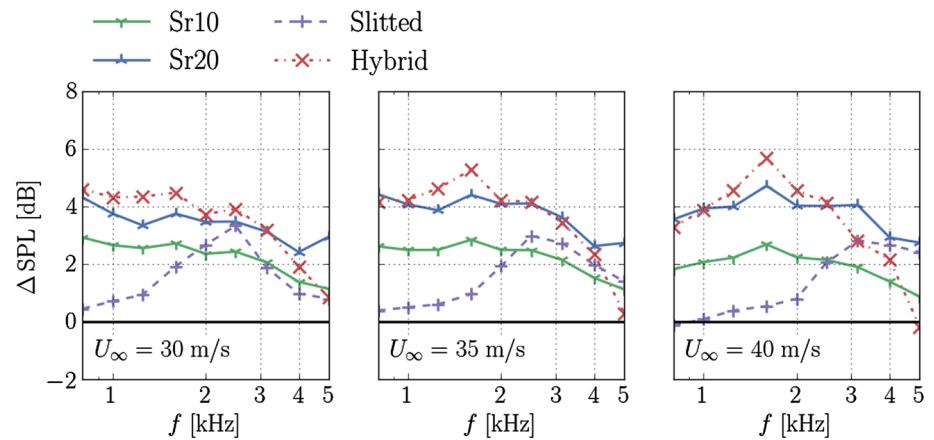 Sr10 Slitted
Sr20 Hybrid
Δ SPL [dB]
8
6
4
2
0
−2
U∞ = 30 m/s
U∞ = 35 m/s
U∞ = 40 m/s
1 2 3 4 5
1 2 3 4 5
1 2 3 4 5
f [kHz]
f [kHz]
f [kHz]